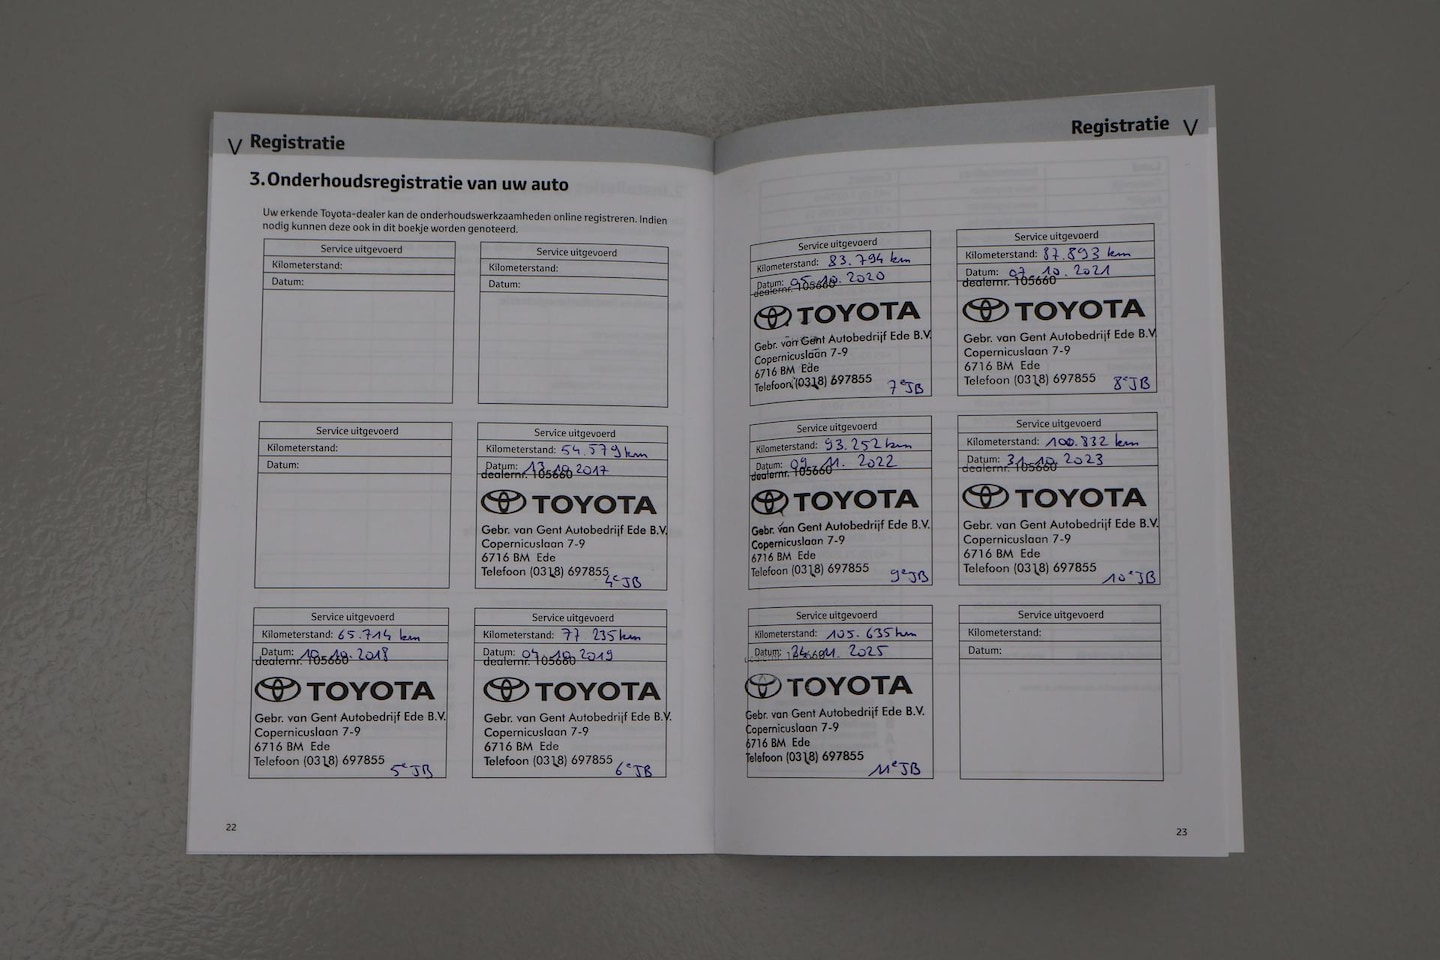 V Registratie
3. Onderhoudsregistratie van uw auto
Uw erkende Toyota-dealer kan de onderhoudswerkzaamheden online registreren. Indien
nodig kunnen deze ook in dit boekje worden genoteerd.
Service uitgevoerd
Kilometerstand:
Datum:
Service uitgevoerd
Kilometerstand:
Datum:
Service uitgevoerd
Kilometerstand:
Datum:
Service uitgevoerd
Kilometerstand: 54.579 km
Datum: 13.10.2017
dealernr. 105660
TOYOTA
Gebr. van Gent Autobedrijf Ede B.V.
Copernicuslaan 7-9
6716 BM Ede
Telefoon (0318) 697855
4e JB
Service uitgevoerd
Kilometerstand: 65.714 km
Datum: 10.10.2018
dealernr. 105660
TOYOTA
Gebr. van Gent Autobedrijf Ede B.V.
Copernicuslaan 7-9
6716 BM Ede
Telefoon (0318) 697855
5e JB
Service uitgevoerd
Kilometerstand: 77 235 km
Datum: 04.10.2019
dealernr. 105660
TOYOTA
Gebr. van Gent Autobedrijf Ede B.V.
Copernicuslaan 7-9
6716 BM Ede
Telefoon (0318) 697855
6e JB
22
Registratie V
Service uitgevoerd
Kilometerstand: 83.794 km
Datum: 05.10.2020
dealernr. 105660
TOYOTA
Gebr. van Gent Autobedrijf Ede B.V.
Copernicuslaan 7-9
6716 BM Ede
Telefoon (0318) 697855
7e JB
Service uitgevoerd
Kilometerstand: 87.893 km
Datum: 07.10.2021
dealernr. 105660
TOYOTA
Gebr. van Gent Autobedrijf Ede B.V.
Copernicuslaan 7-9
6716 BM Ede
Telefoon (0318) 697855
8e JB
Service uitgevoerd
Kilometerstand: 93.252 km
Datum: 09.11.2022
dealernr. 105660
TOYOTA
Gebr. van Gent Autobedrijf Ede B.V.
Copernicuslaan 7-9
6716 BM Ede
Telefoon (0318) 697855
9e JB
Service uitgevoerd
Kilometerstand: 100.832 km
Datum: 31.10.2023
dealernr. 105660
TOYOTA
Gebr. van Gent Autobedrijf Ede B.V.
Copernicuslaan 7-9
6716 BM Ede
Telefoon (0318) 697855
10e JB
Service uitgevoerd
Kilometerstand: 105.635 km
Datum: 24.11.2025
dealernr. 105660
TOYOTA
Gebr. van Gent Autobedrijf Ede B.V.
Copernicuslaan 7-9
6716 BM Ede
Telefoon (0318) 697855
11e JB
Service uitgevoerd
Kilometerstand:
Datum:
23